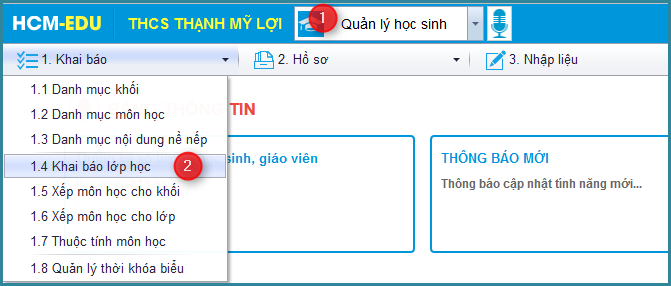 HCM-EDU THCS THẠNH MỸ LỢI 1 Quản lý học sinh
1. Khai báo 2. Hồ sơ 3. Nhập liệu
1.1 Danh mục khối
1.2 Danh mục môn học
TIN
1.3 Danh mục nội dung nề nếp
1.4 Khai báo lớp học 2
sinh, giáo viên
THÔNG BÁO MỚI
1.5 Xếp môn học cho khối
Thông báo cập nhật tính năng mới...
1.6 Xếp môn học cho lớp
1.7 Thuộc tính môn học
1.8 Quản lý thời khóa biểu